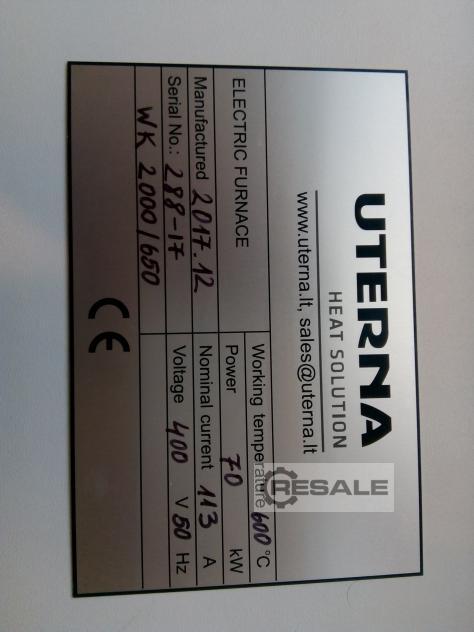 UTERNA
HEAT SOLUTION
www.uterna.lt, sales@uterna.lt
ELECTRIC FURNACE
Working temperature 600 °C
Power 70 kW
Manufactured 2017.12
Nominal current 113 A
Serial No.: 288-17
Voltage 400 V 50 Hz
WK 2000/650
CE
RESALE